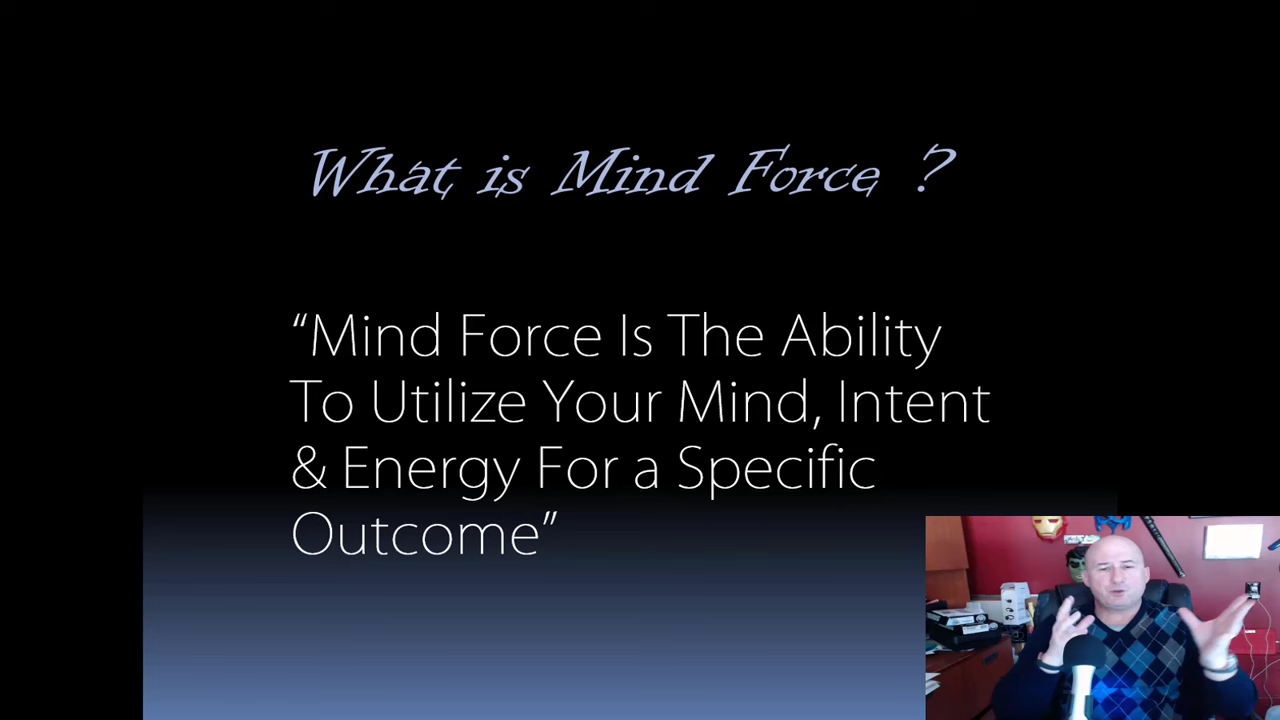 What is Mind Force ?
“Mind Force Is The Ability
To Utilize Your Mind, Intent
& Energy For a Specific
Outcome”